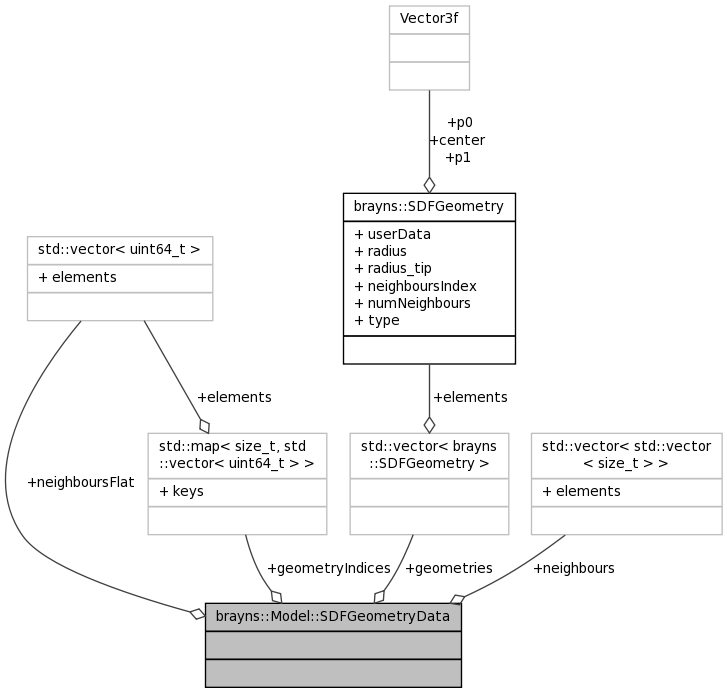 Vector3f
+p0
+center
+p1
brayns::SDFGeometry
+ userData
+ radius
+ radius_tip
+ neighboursIndex
+ numNeighbours
+ type
std::vector< uint64_t >
+ elements
+elements
+elements
std::map< size_t, std
::vector< uint64_t > >
+ keys
std::vector< brayns
::SDFGeometry >
std::vector< std::vector
< size_t > >
+ elements
+neighboursFlat
+geometryIndices
+geometries
+neighbours
brayns::Model::SDFGeometryData